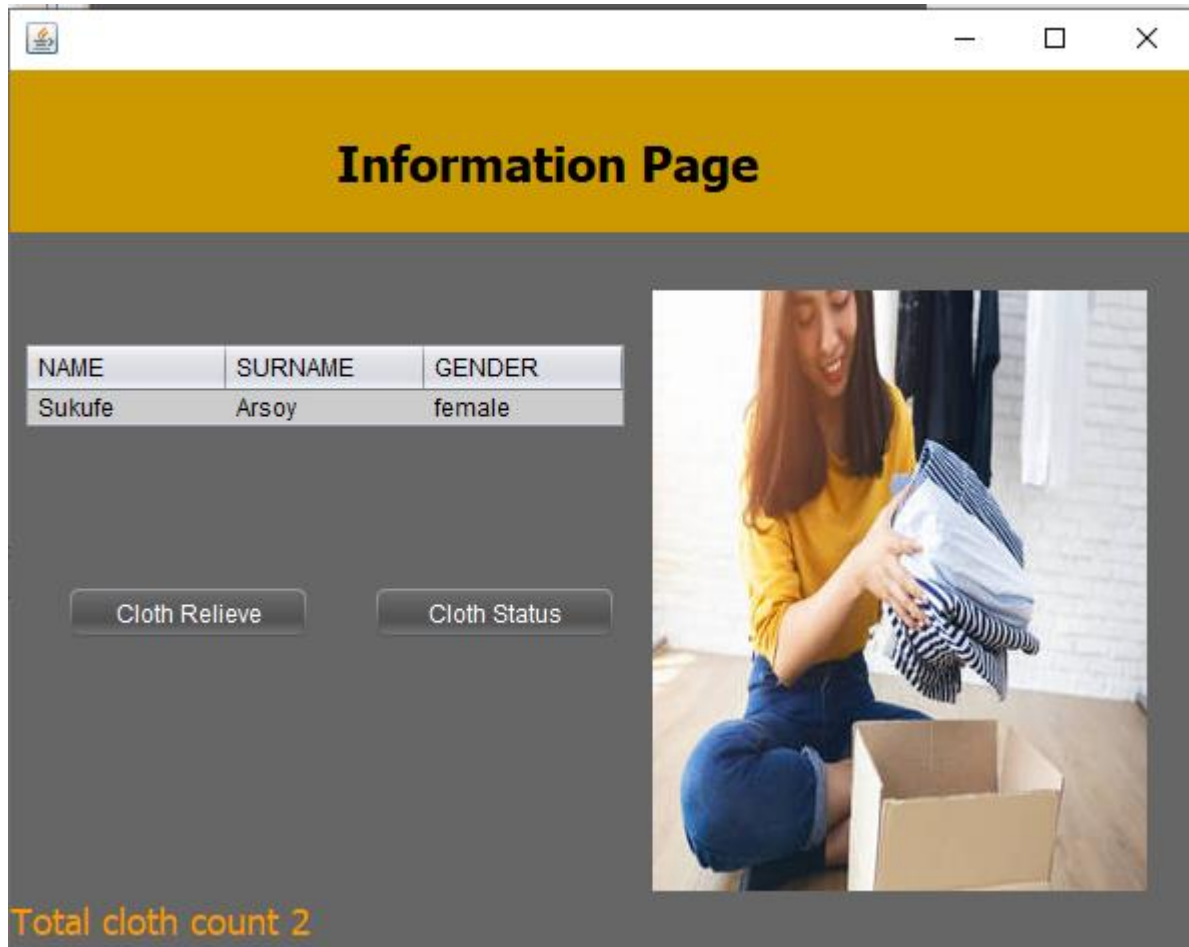 Information Page
NAME SURNAME GENDER
Sukufe Arsoy female
Cloth Relieve Cloth Status
Total cloth count 2